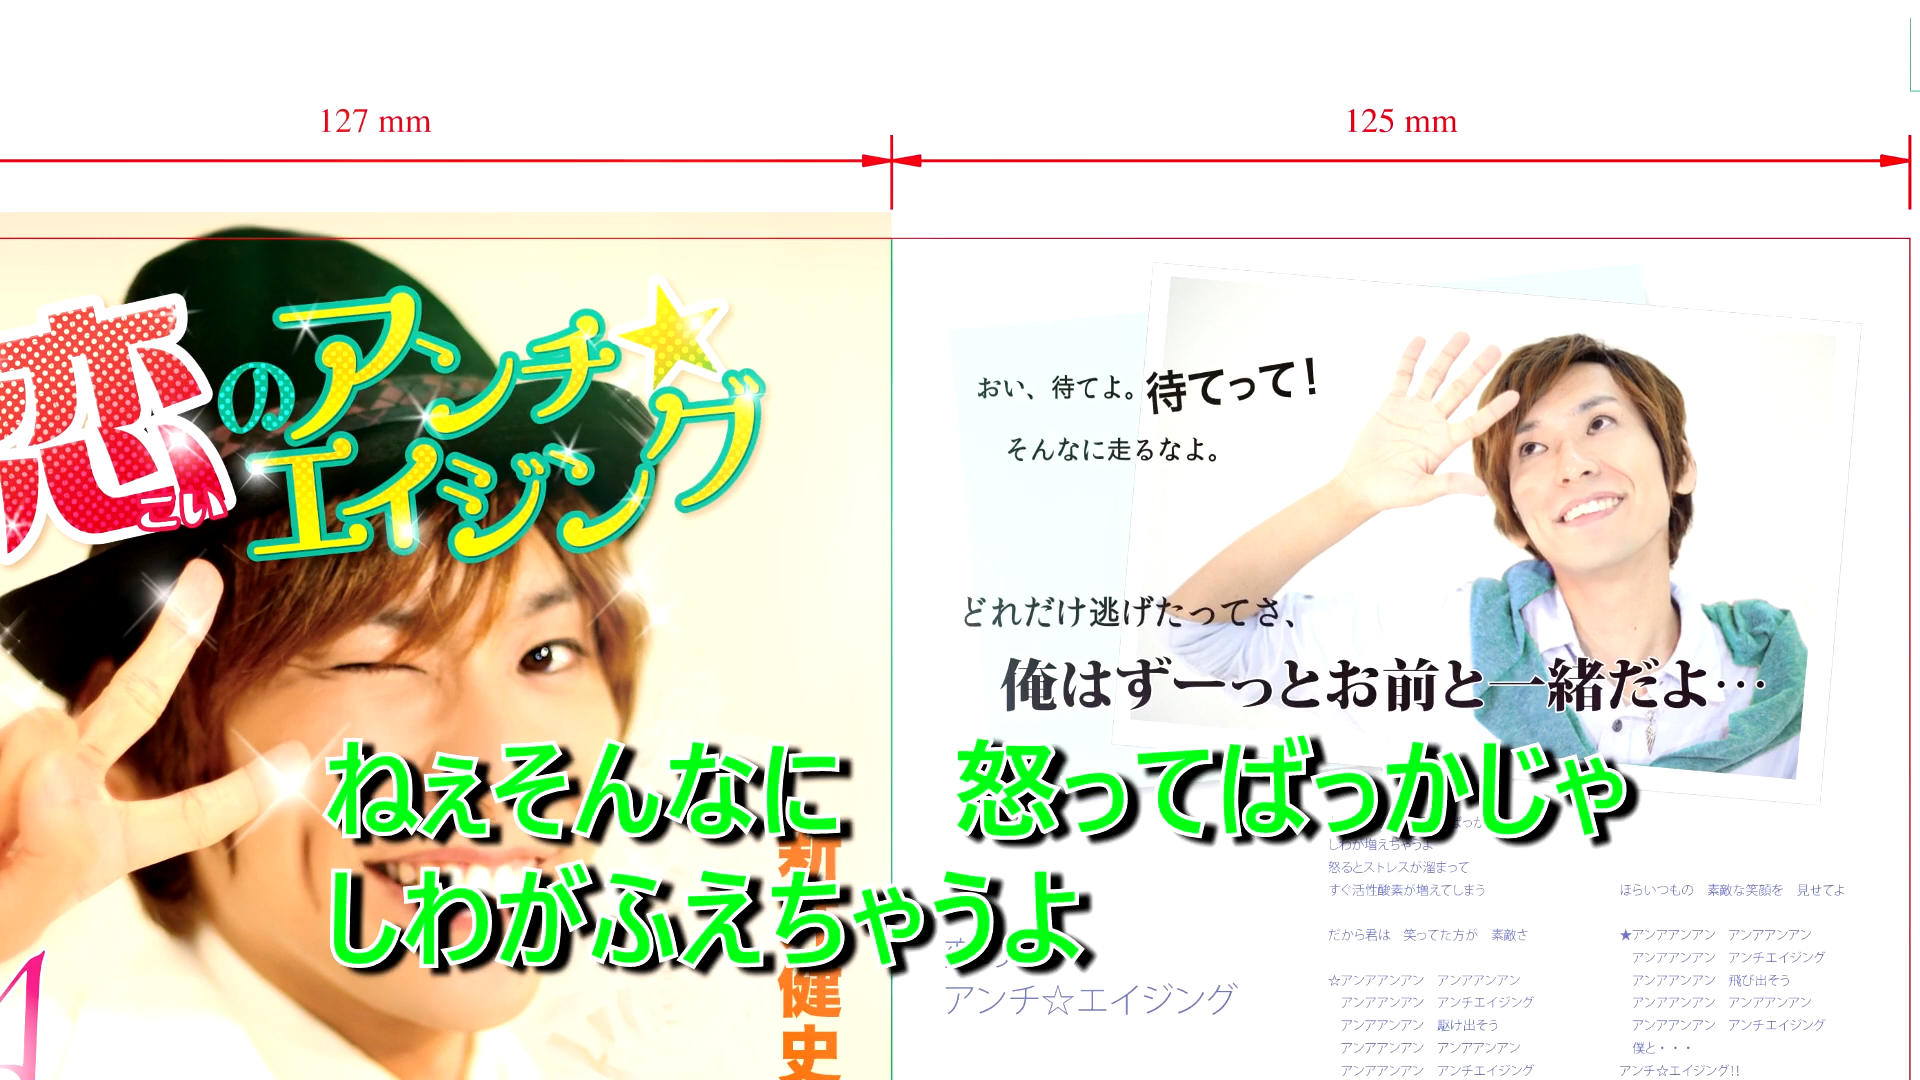 127 mm
125 mm
恋のアンチ☆
こい
エイジング
おい、待てよ。待てって！
そんなに走るなよ。
どれだけ逃げたってさ、
俺はずーっとお前と一緒だよ…
ねぇそんなに　怒ってばっかじゃ
しわがふえちゃうよ
健史
アンチ☆エイジング
しわが増えちゃうよ
怒るとストレスが溜まって
すぐ活性酸素が増えてしまう
だから君は　笑ってた方が　素敵さ
☆アンアアンアン　アンアアンアン
アンアアンアン　アンチエイジング
アンアアンアン　駆け出そう
アンアアンアン　アンアアンアン
アンアアンアン　アンチエイジング
ほらいつもの　素敵な笑顔を　見せてよ
★アンアアンアン　アンアアンアン
アンアアンアン　アンチエイジング
アンアアンアン　飛び出そう
アンアアンアン　アンアアンアン
アンアアンアン　アンチエイジング
僕と・・・
アンチ☆エイジング!!